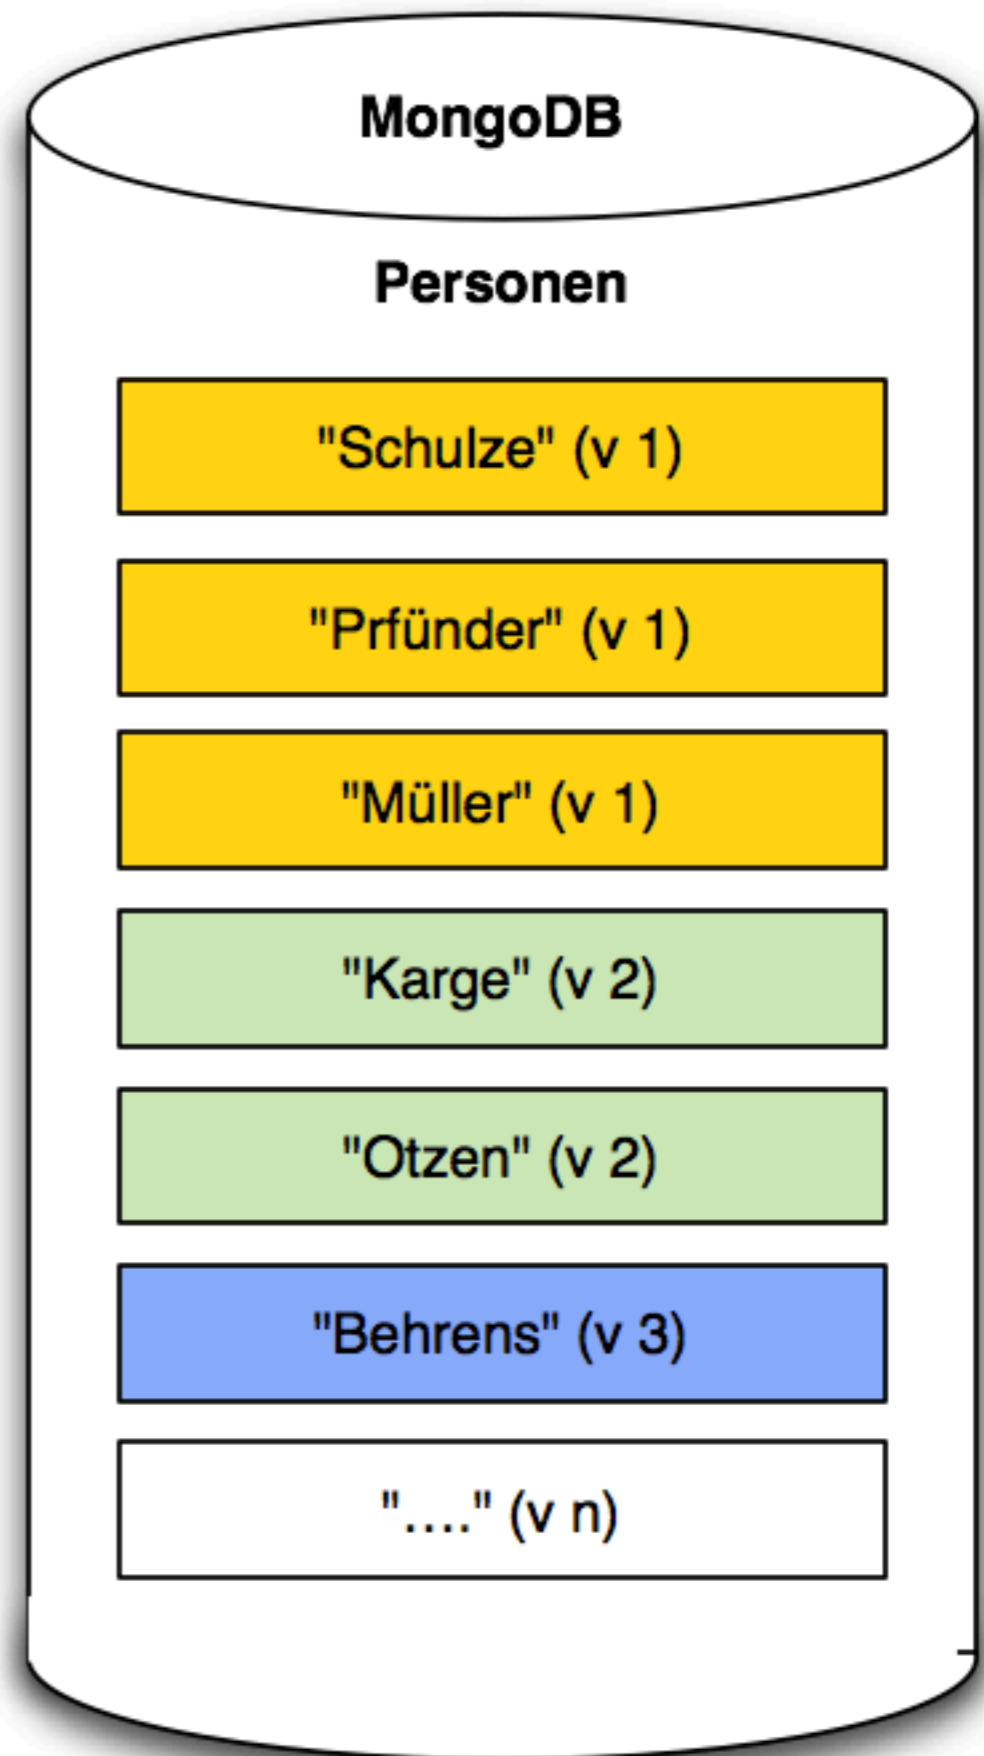 MongoDB
Personen
"Schulze" (v 1)
"Prfünder" (v 1)
"Müller" (v 1)
"Karge" (v 2)
"Otzen" (v 2)
"Behrens" (v 3)
"...." (v n)